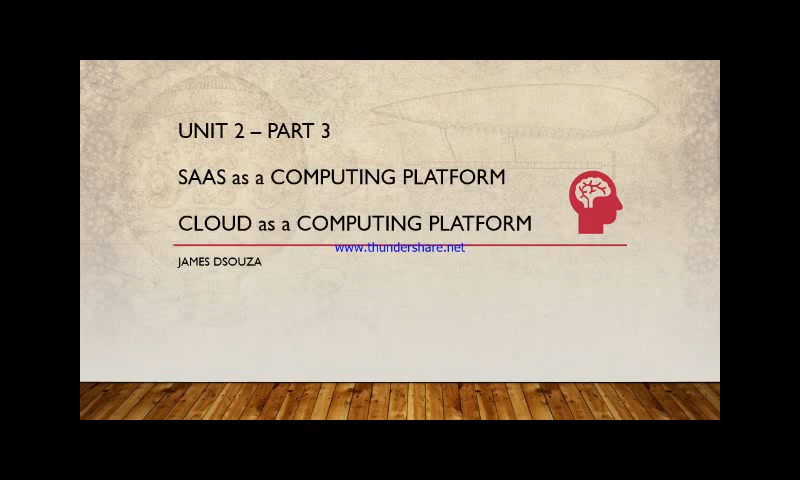 UNIT 2 – PART 3
SAAS as a COMPUTING PLATFORM
CLOUD as a COMPUTING PLATFORM
www.thundershare.net
JAMES DSOUZA